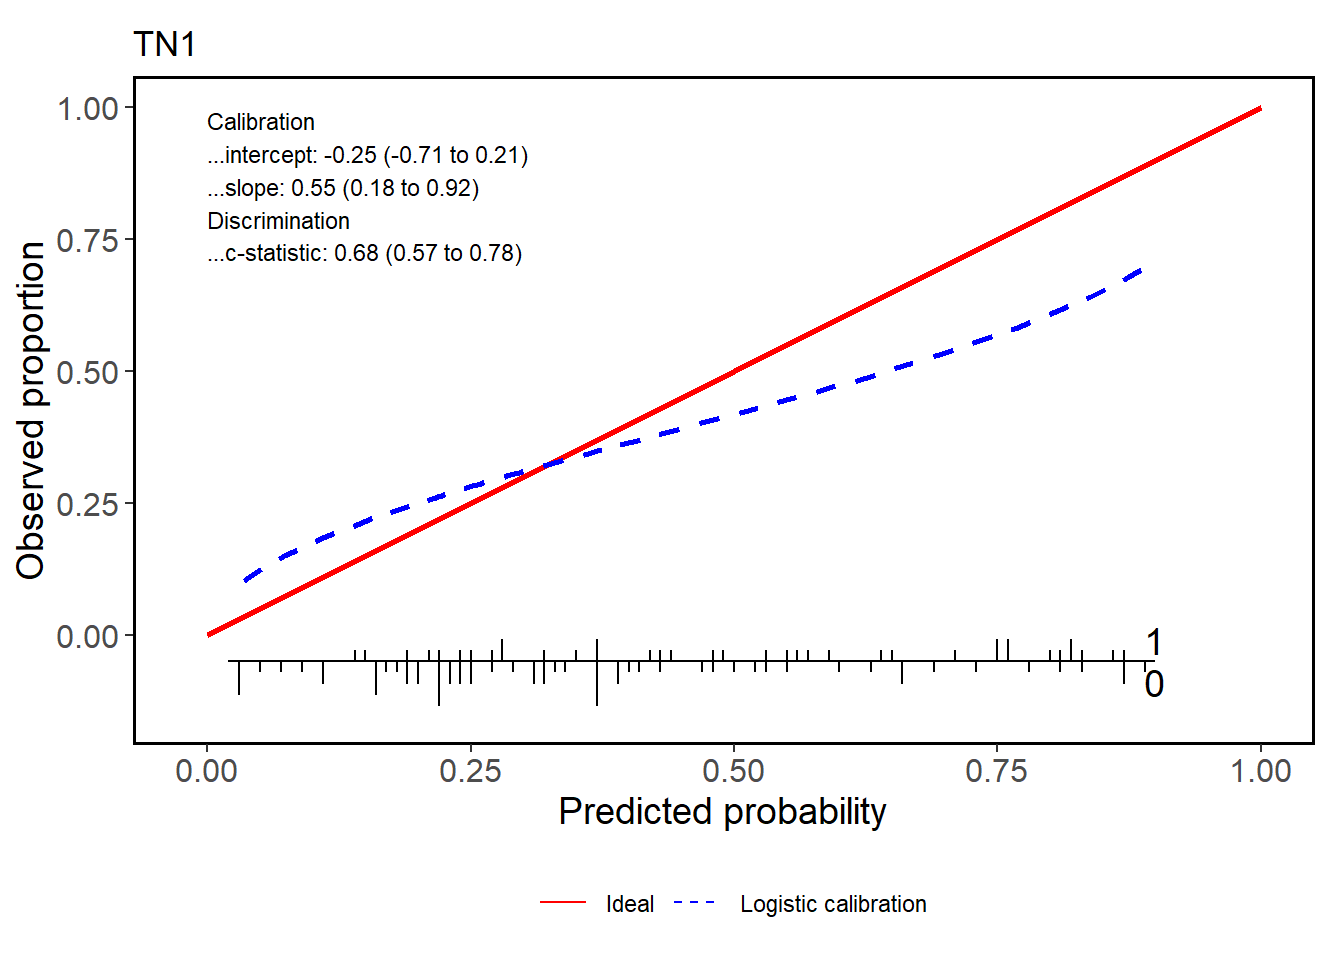 TN1
Calibration
...intercept: -0.25 (-0.71 to 0.21)
...slope: 0.55 (0.18 to 0.92)
Discrimination
...c-statistic: 0.68 (0.57 to 0.78)
Observed proportion
1.00
0.75
0.50
0.25
0.00
1
0
0.00 0.25 0.50 0.75 1.00
Predicted probability
Ideal Logistic calibration